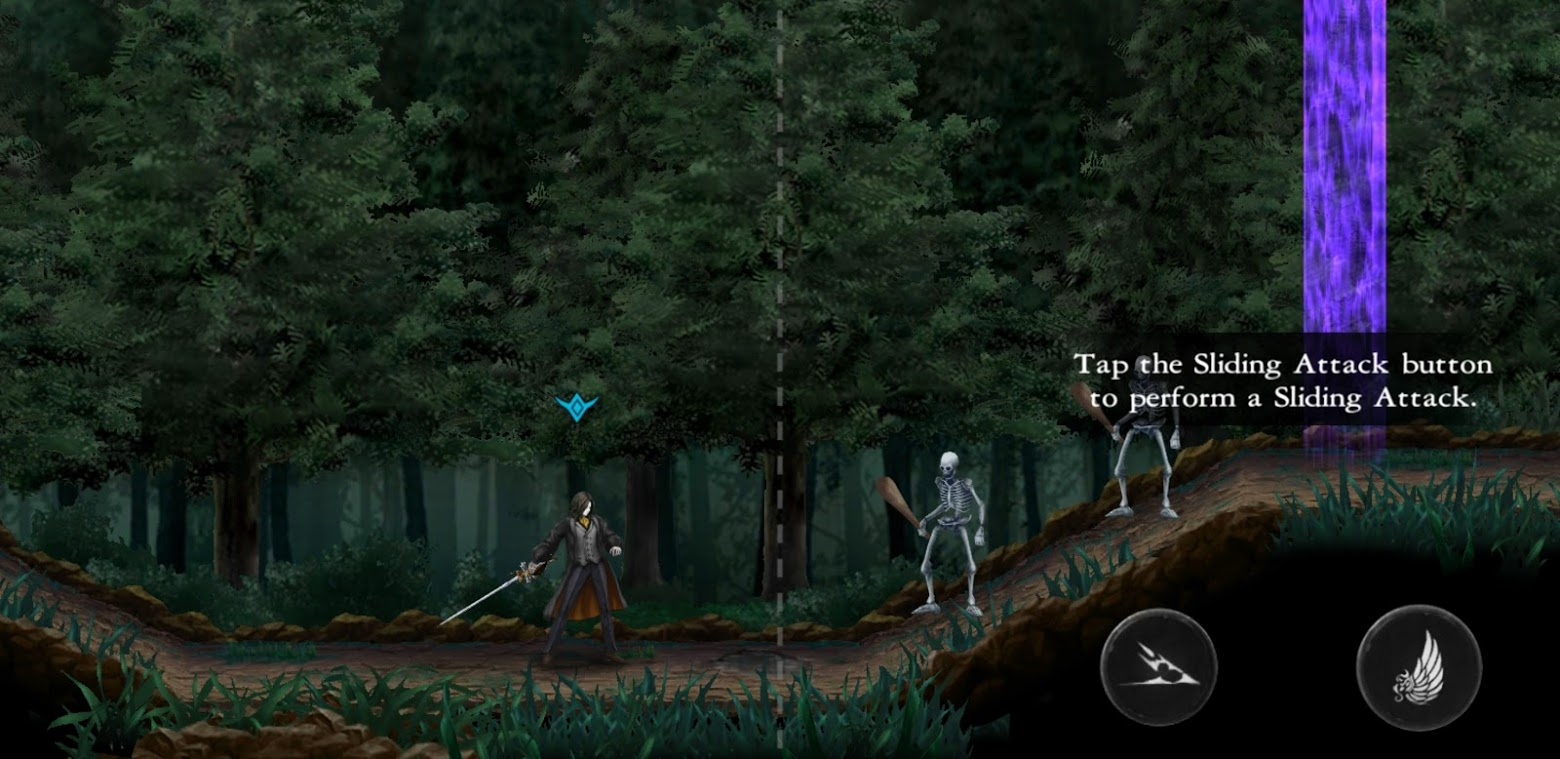 Tap the Sliding Attack button
to perform a Sliding Attack.